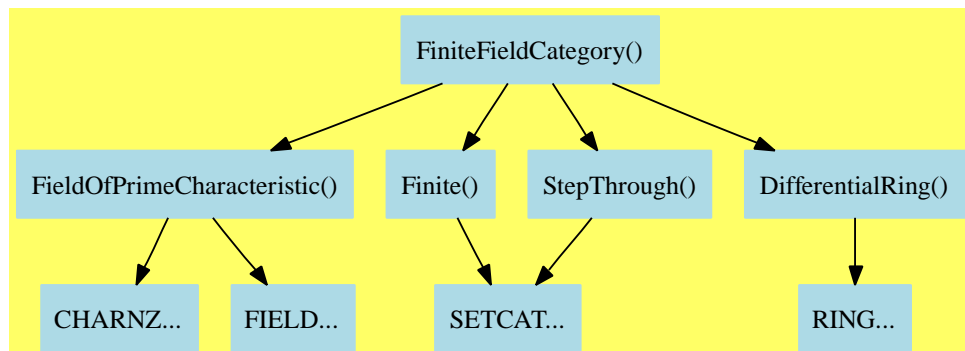 FiniteFieldCategory()
FieldOfPrimeCharacteristic()
Finite()
StepThrough()
DifferentialRing()
CHARNZ...
FIELD...
SETCAT...
RING...